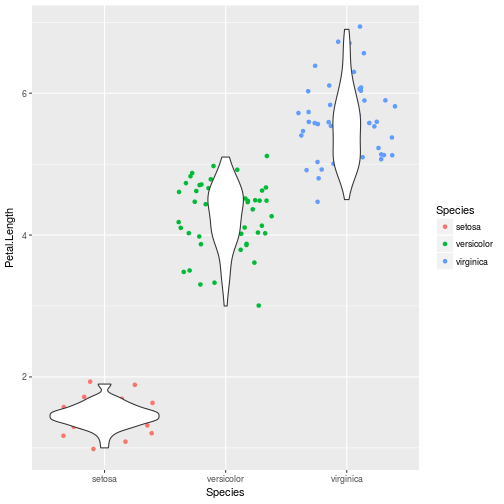 6
4
2
Petal.Length
setosa
versicolor
virginica
Species
Species
setosa
versicolor
virginica